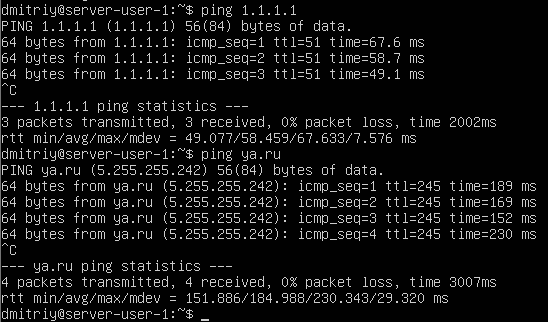 dmitriy@server-user-1:~$ ping 1.1.1.1
PING 1.1.1.1 (1.1.1.1) 56(84) bytes of data.
64 bytes from 1.1.1.1: icmp_seq=1 ttl=51 time=67.6 ms
64 bytes from 1.1.1.1: icmp_seq=2 ttl=51 time=58.7 ms
64 bytes from 1.1.1.1: icmp_seq=3 ttl=51 time=49.1 ms
^C
--- 1.1.1.1 ping statistics ---
3 packets transmitted, 3 received, 0% packet loss, time 2002ms
rtt min/avg/max/mdev = 49.077/58.459/67.633/7.576 ms
dmitriy@server-user-1:~$ ping ya.ru
PING ya.ru (5.255.255.242) 56(84) bytes of data.
64 bytes from ya.ru (5.255.255.242): icmp_seq=1 ttl=245 time=189 ms
64 bytes from ya.ru (5.255.255.242): icmp_seq=2 ttl=245 time=169 ms
64 bytes from ya.ru (5.255.255.242): icmp_seq=3 ttl=245 time=152 ms
64 bytes from ya.ru (5.255.255.242): icmp_seq=4 ttl=245 time=230 ms
^C
--- ya.ru ping statistics ---
4 packets transmitted, 4 received, 0% packet loss, time 3007ms
rtt min/avg/max/mdev = 151.886/184.988/230.343/29.320 ms
dmitriy@server-user-1:~$ _